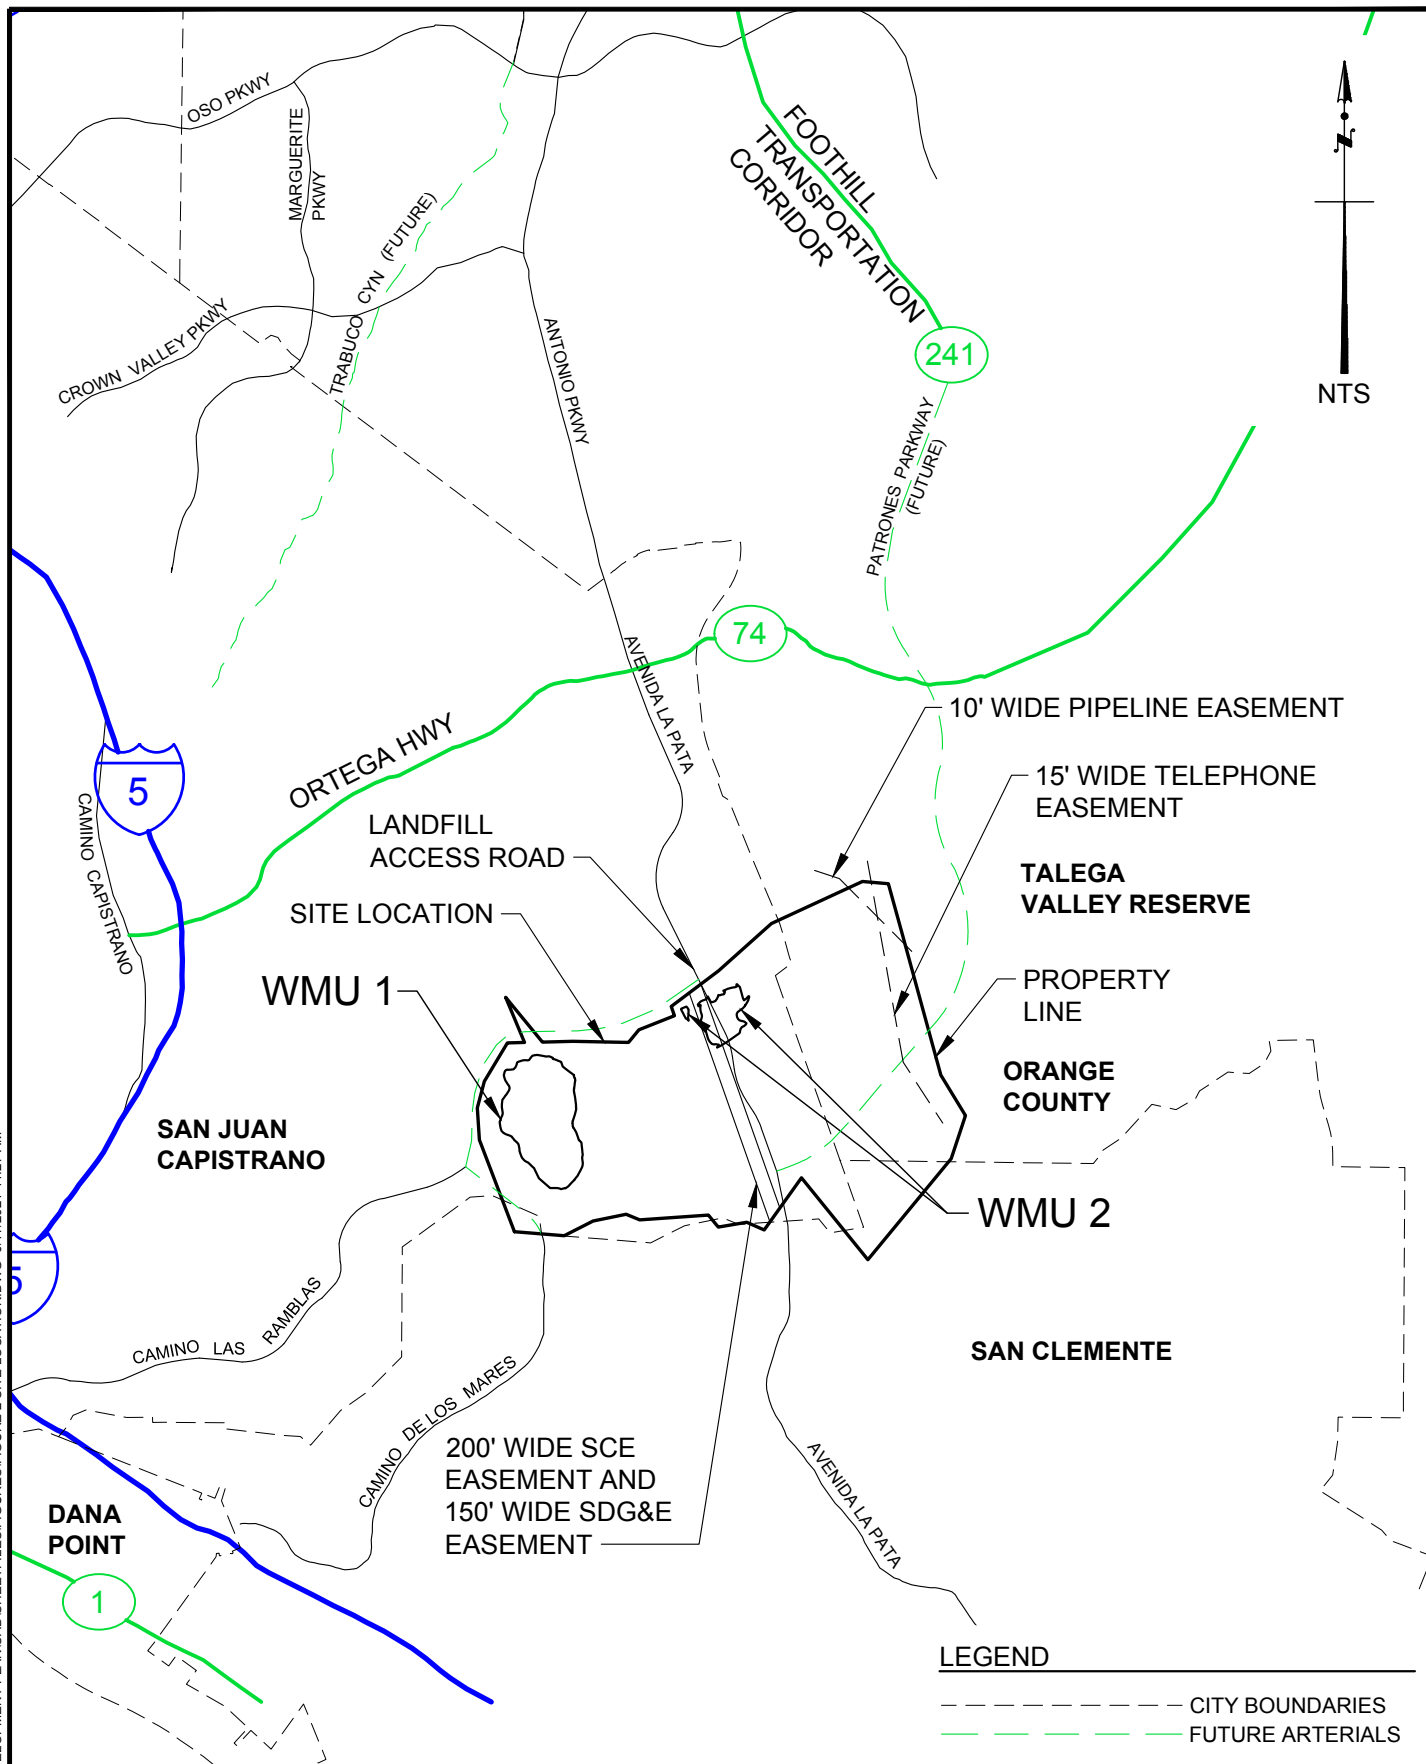 OSO PKWY
MARGUERITE
PKWY
FOOTHILL
TRANSPORTATION
CORRIDOR
N
NTS
TRABUCO CYN (FUTURE)
CROWN VALLEY PKWY
ANTONIO PKWY
241
PATRONES PARKWAY
(FUTURE)
74
AVENIDA LA PATA
10' WIDE PIPELINE EASEMENT
ORTEGA HWY
5
15' WIDE TELEPHONE
EASEMENT
CAMINO CAPISTRANO
LANDFILL
ACCESS ROAD
TALEGA
VALLEY RESERVE
SITE LOCATION
WMU 1
PROPERTY
LINE
ORANGE
COUNTY
SAN JUAN
CAPISTRANO
WMU 2
5
CAMINO LAS RAMBLAS
SAN CLEMENTE
CAMINO DE LOS MARES
200' WIDE SCE
EASEMENT AND
150' WIDE SDG&E
EASEMENT
AVENIDA LA PATA
DANA
POINT
1
LEGEND
CITY BOUNDARIES
FUTURE ARTERIALS